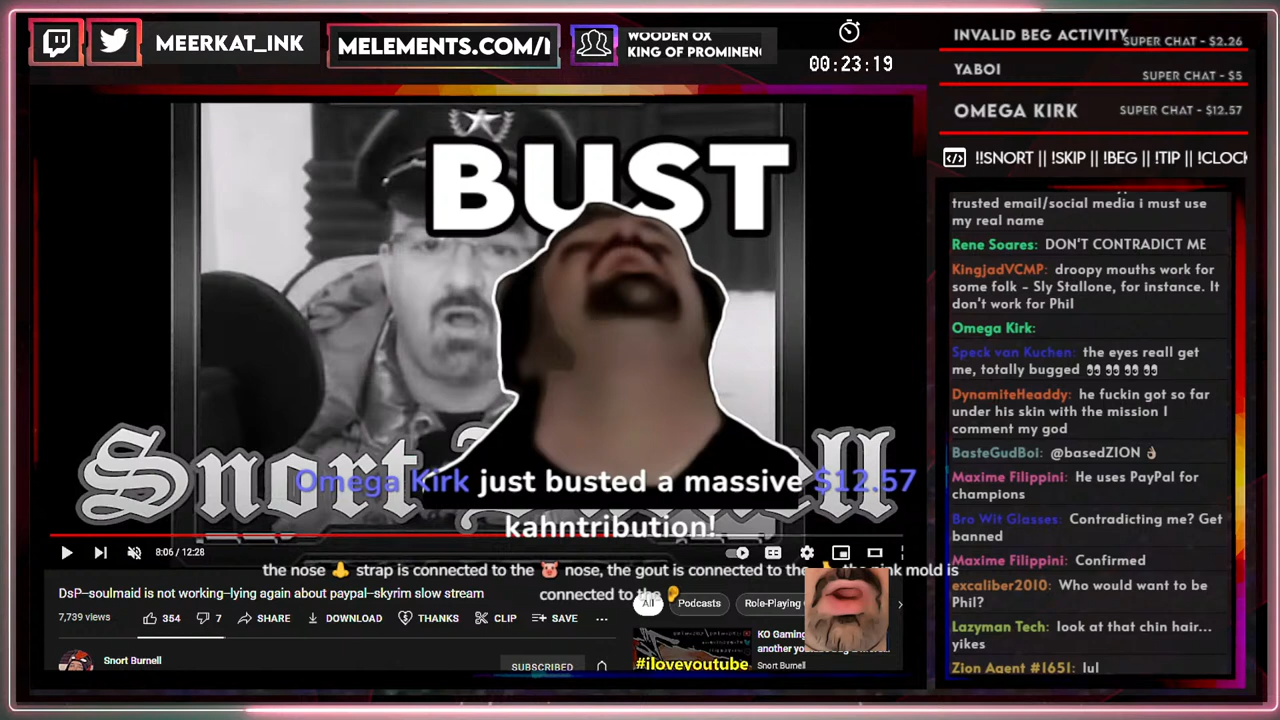 MEERKAT_INK
MELEMENTS.COM/I
WOODEN OX
KING OF PROMINEN
00:23:19
INVALID BEG ACTIVITY
SUPER CHAT - $2.26
YABOI
SUPER CHAT - $5
OMEGA KIRK
SUPER CHAT - $12.57
!!SNORT || !SKIP || !BEG || !TIP || !CLOCK
BUST
Snort
Omega Kirk just busted a massive $12.57
kahntribution!
8:06 / 12:28
the nose 👃 strap is connected to the 🐷 nose, the gout is connected to the
pink mold is
connected to the 👂
DsP--soulmaid is not working--lying again about paypal--skyrim slow stream
7,739 views
354
7
SHARE
DOWNLOAD
THANKS
CLIP
SAVE
Snort Burnell
SUBSCRIBED
All
Podcasts
Role-Playing
#iloveyoutube
KO Gaming
another
Snort Burnell
trusted email/social media i must use
my real name
Rene Soares: DON'T CONTRADICT ME
KingjadVCMP: droopy mouths work for
some folk - Sly Stallone, for instance. It
don't work for Phil
Omega Kirk:
Speck van Kuchen: the eyes reall get
me, totally bugged 👀 👀 👀 👀
DynamiteHeaddy: he fuckin got so far
under his skin with the mission I
comment my god
BasteGudBoi: @basedZION 👌
Maxime Filippini: He uses PayPal for
champions
Bro Wit Glasses: Contradicting me? Get
banned
Maxime Filippini: Confirmed
excaliber2010: Who would want to be
Phil?
Lazyman Tech: look at that chin hair...
yikes
Zion Agent #1651: lul